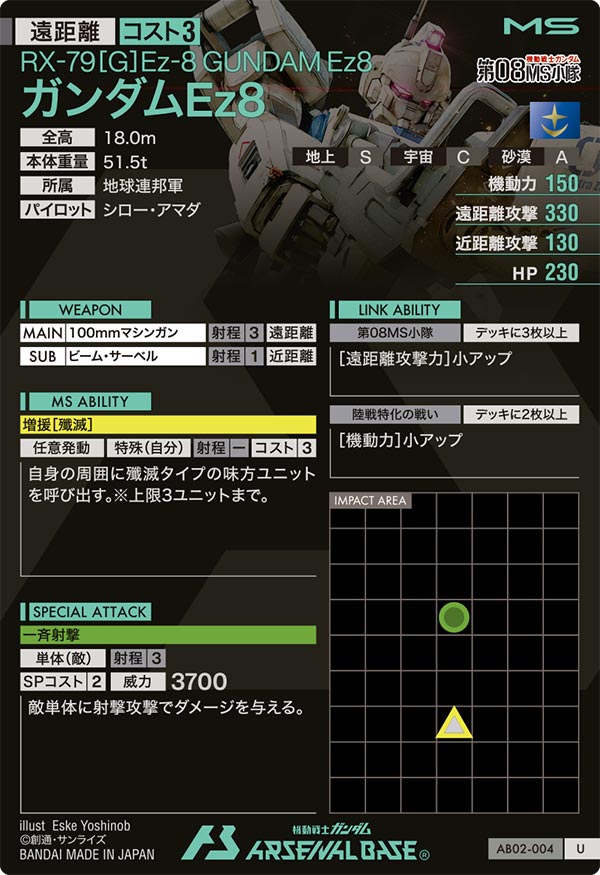 遠距離 コスト3
MS
RX-79[G]Ez-8 GUNDAM Ez8
ガンダムEz8
機動戦士ガンダム
第08MS小隊
全高 18.0m
本体重量 51.5t
所属 地球連邦軍
パイロット シロー・アマダ
地上 S 宇宙 C 砂漠 A
機動力 150
遠距離攻撃 330
近距離攻撃 130
HP 230
WEAPON
MAIN 100mmマシンガン 射程 3 遠距離
SUB ビーム・サーベル 射程 1 近距離
MS ABILITY
増援[殲滅]
任意発動 特殊(自分) 射程 ー コスト 3
自身の周囲に殲滅タイプの味方ユニット
を呼び出す。※上限3ユニットまで。
SPECIAL ATTACK
一斉射撃
単体(敵) 射程 3
SPコスト 2 威力 3700
敵単体に射撃攻撃でダメージを与える。
LINK ABILITY
第08MS小隊 デッキに3枚以上
[遠距離攻撃力]小アップ
陸戦特化の戦い デッキに2枚以上
[機動力]小アップ
IMPACT AREA
illust Eske Yoshinob
©創通・サンライズ
BANDAI MADE IN JAPAN
機動戦士ガンダム
ARSENAL BASE®
AB02-004 U